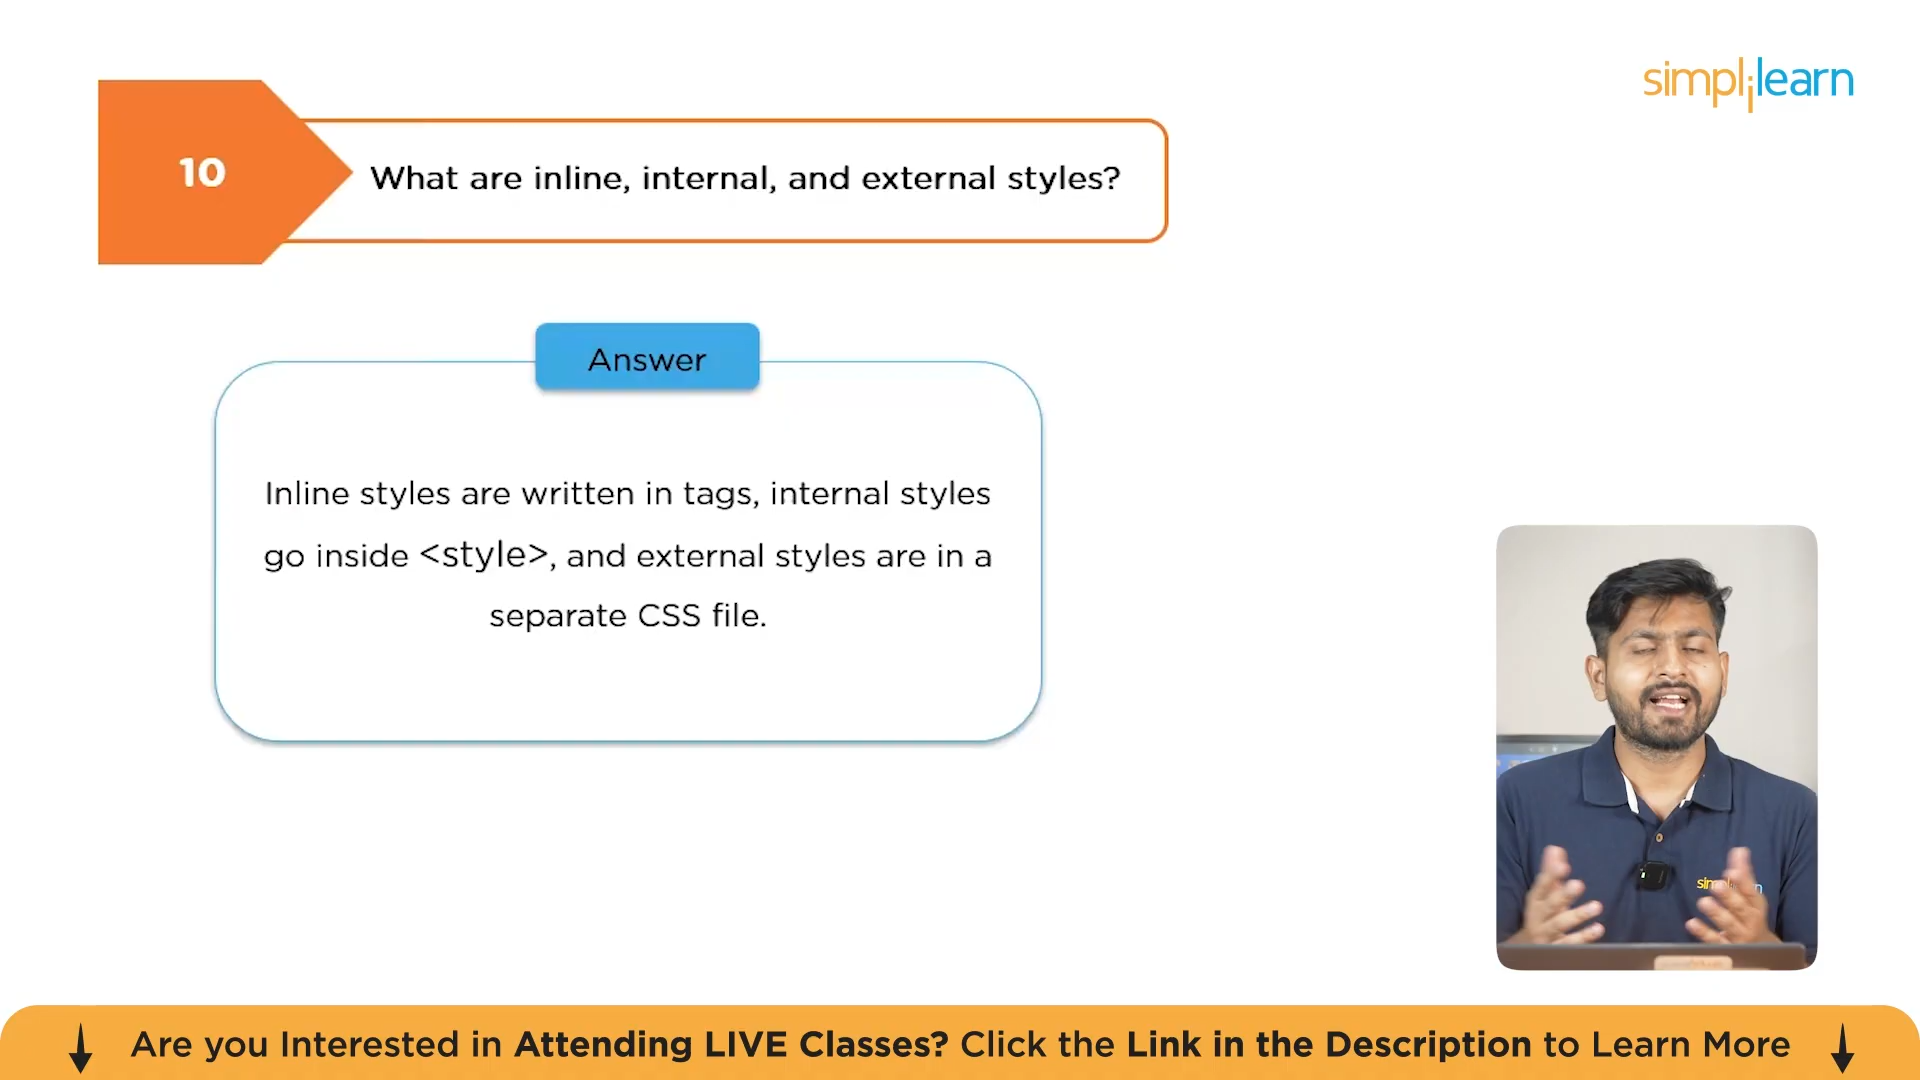 simplilearn
10
What are inline, internal, and external styles?
Answer
Inline styles are written in tags, internal styles
go inside <style>, and external styles are in a
separate CSS file.
Are you Interested in Attending LIVE Classes? Click the Link in the Description to Learn More